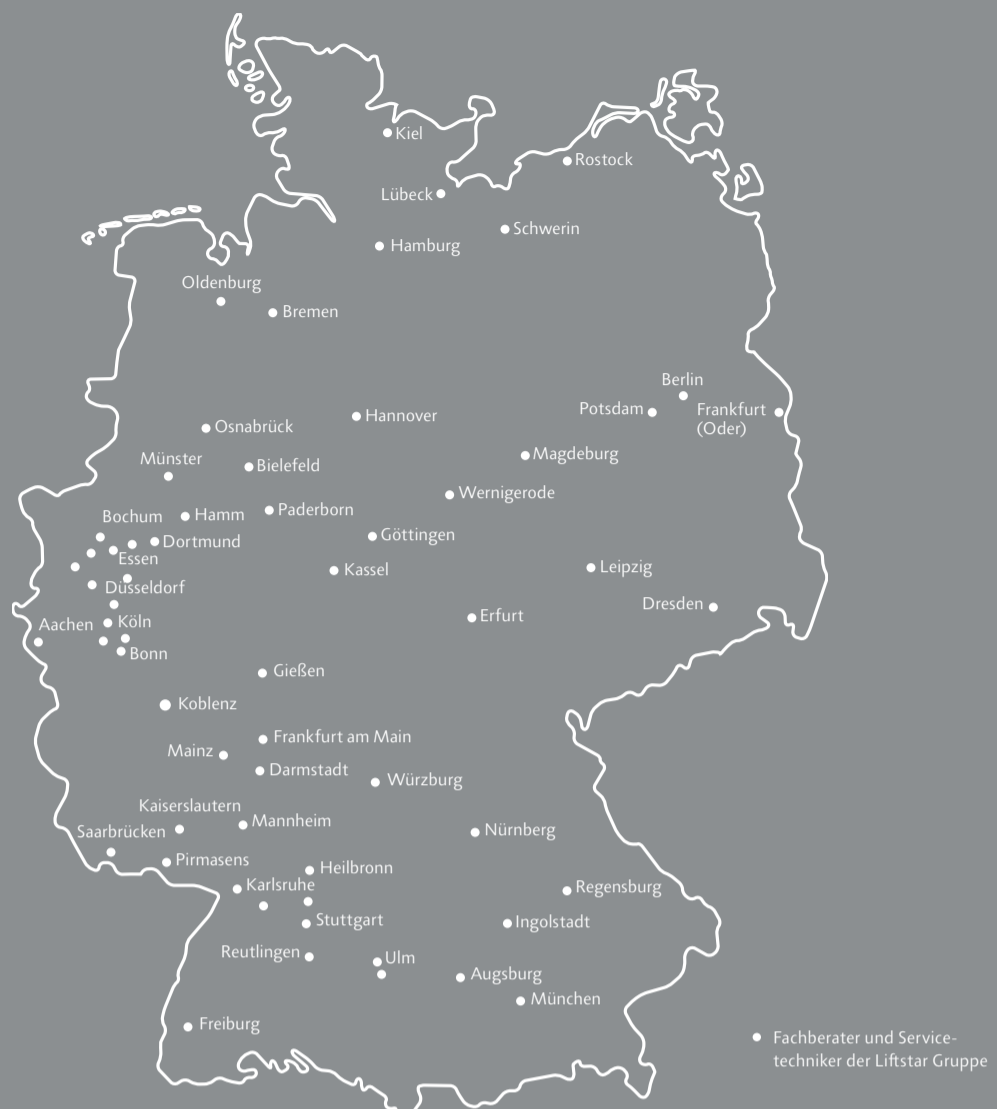 Kiel
Rostock
Lübeck
Schwerin
Hamburg
Oldenburg
Bremen
Berlin
Potsdam
Frankfurt
(Oder)
Hannover
Osnabrück
Magdeburg
Münster
Bielefeld
Wernigerode
Paderborn
Bochum
Hamm
Göttingen
Dortmund
Essen
Kassel
Leipzig
Düsseldorf
Dresden
Erfurt
Aachen
Köln
Bonn
Gießen
Koblenz
Frankfurt am Main
Mainz
Darmstadt
Würzburg
Kaiserslautern
Mannheim
Saarbrücken
Nürnberg
Pirmasens
Heilbronn
Karlsruhe
Regensburg
Stuttgart
Ingolstadt
Reutlingen
Ulm
Augsburg
München
Freiburg
Fachberater und Service-
techniker der Liftstar Gruppe